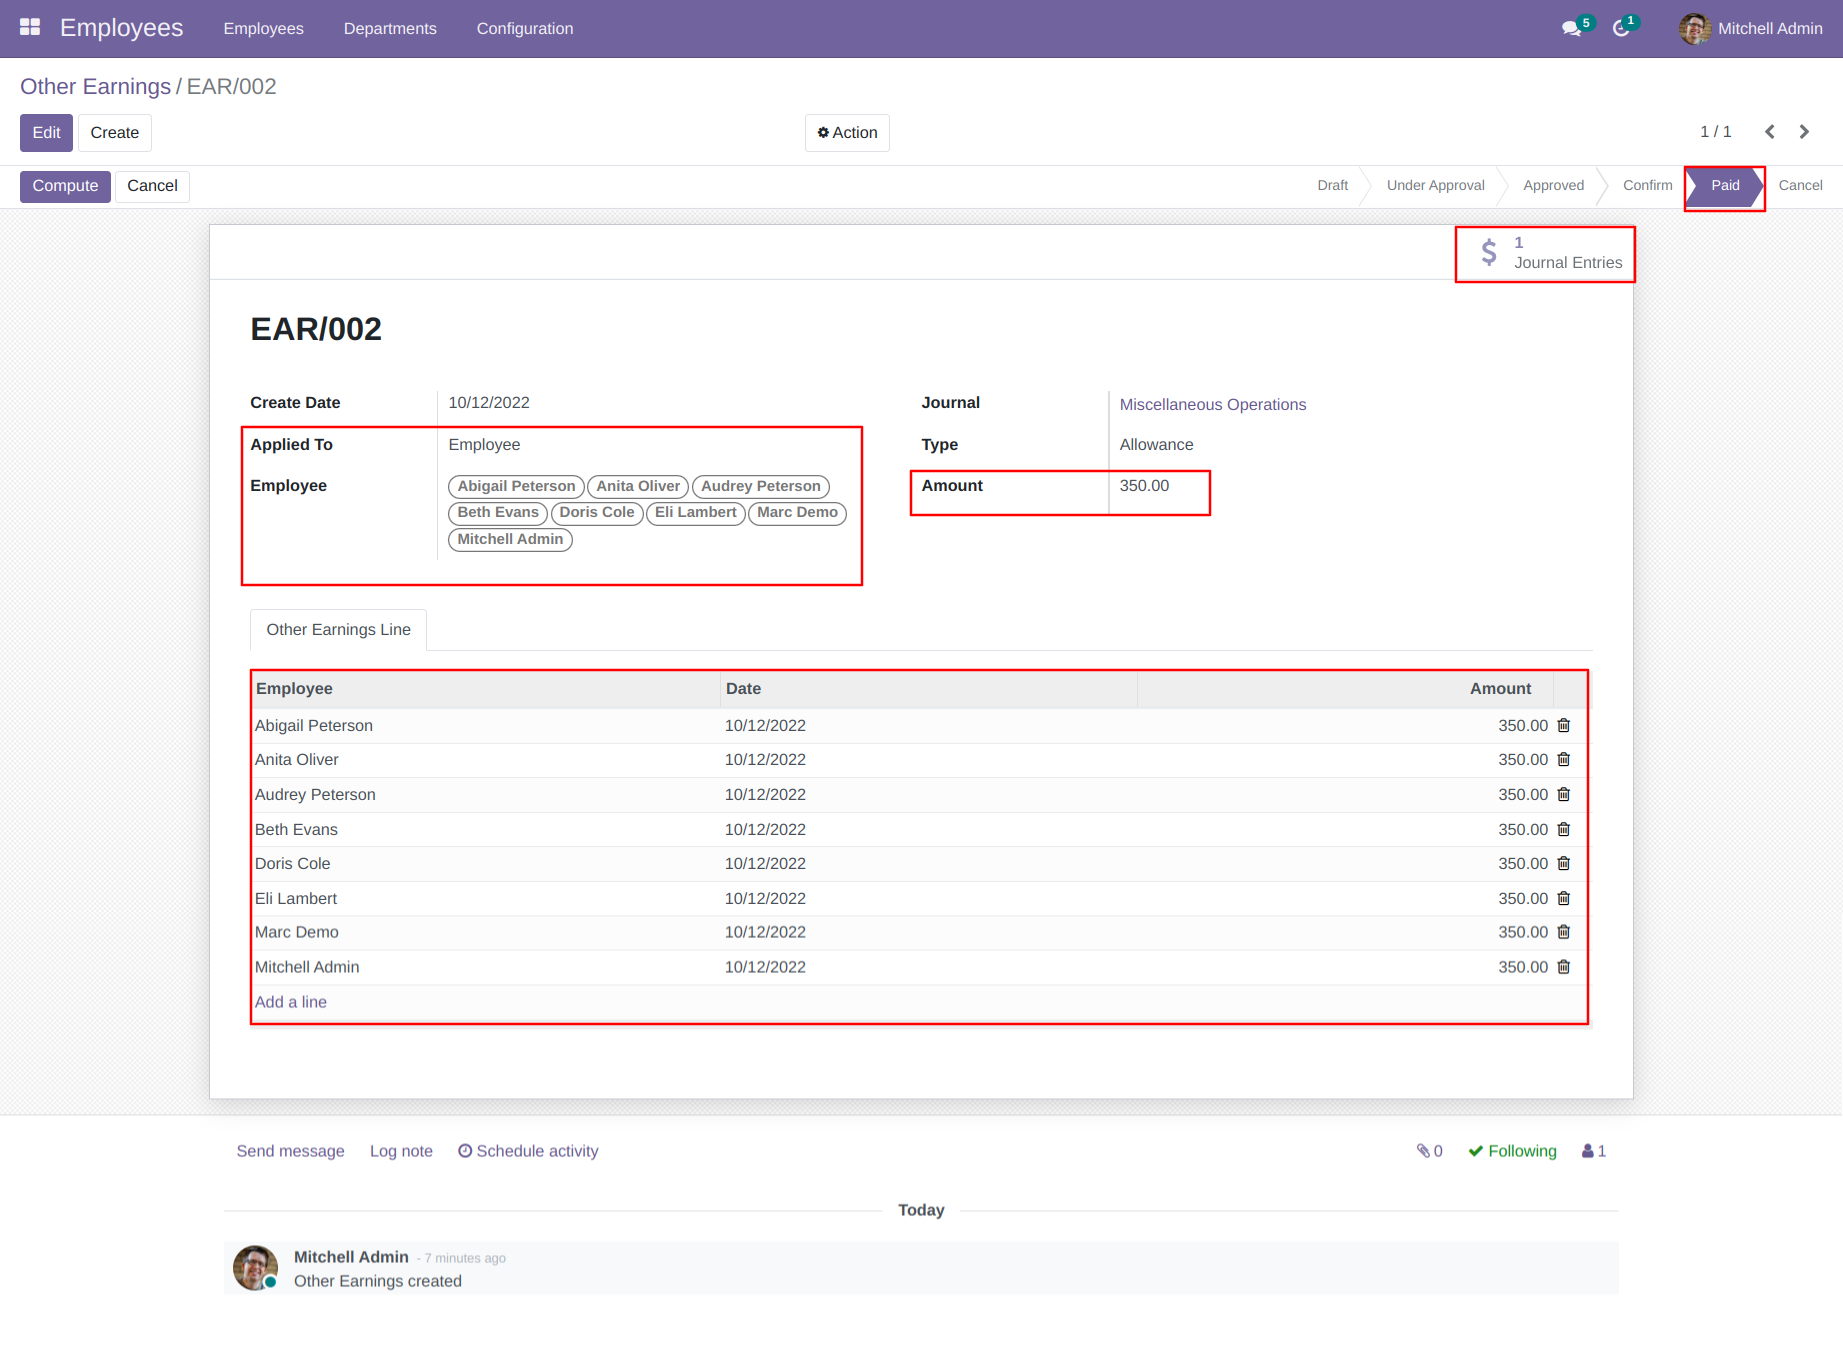 Employees Employees Departments Configuration 5 1 Mitchell Admin
Other Earnings / EAR/002
Edit Create Action 1 / 1
Compute Cancel Draft Under Approval Approved Confirm Paid Cancel
1
Journal Entries
EAR/002
Create Date 10/12/2022 Journal Miscellaneous Operations
Applied To Employee Type Allowance
Employee Abigail Peterson Anita Oliver Audrey Peterson Amount 350.00
Beth Evans Doris Cole Eli Lambert Marc Demo
Mitchell Admin
Other Earnings Line
Employee Date Amount
Abigail Peterson 10/12/2022 350.00
Anita Oliver 10/12/2022 350.00
Audrey Peterson 10/12/2022 350.00
Beth Evans 10/12/2022 350.00
Doris Cole 10/12/2022 350.00
Eli Lambert 10/12/2022 350.00
Marc Demo 10/12/2022 350.00
Mitchell Admin 10/12/2022 350.00
Add a line
Send message Log note Schedule activity 0 Following 1
Today
Mitchell Admin - 7 minutes ago
Other Earnings created